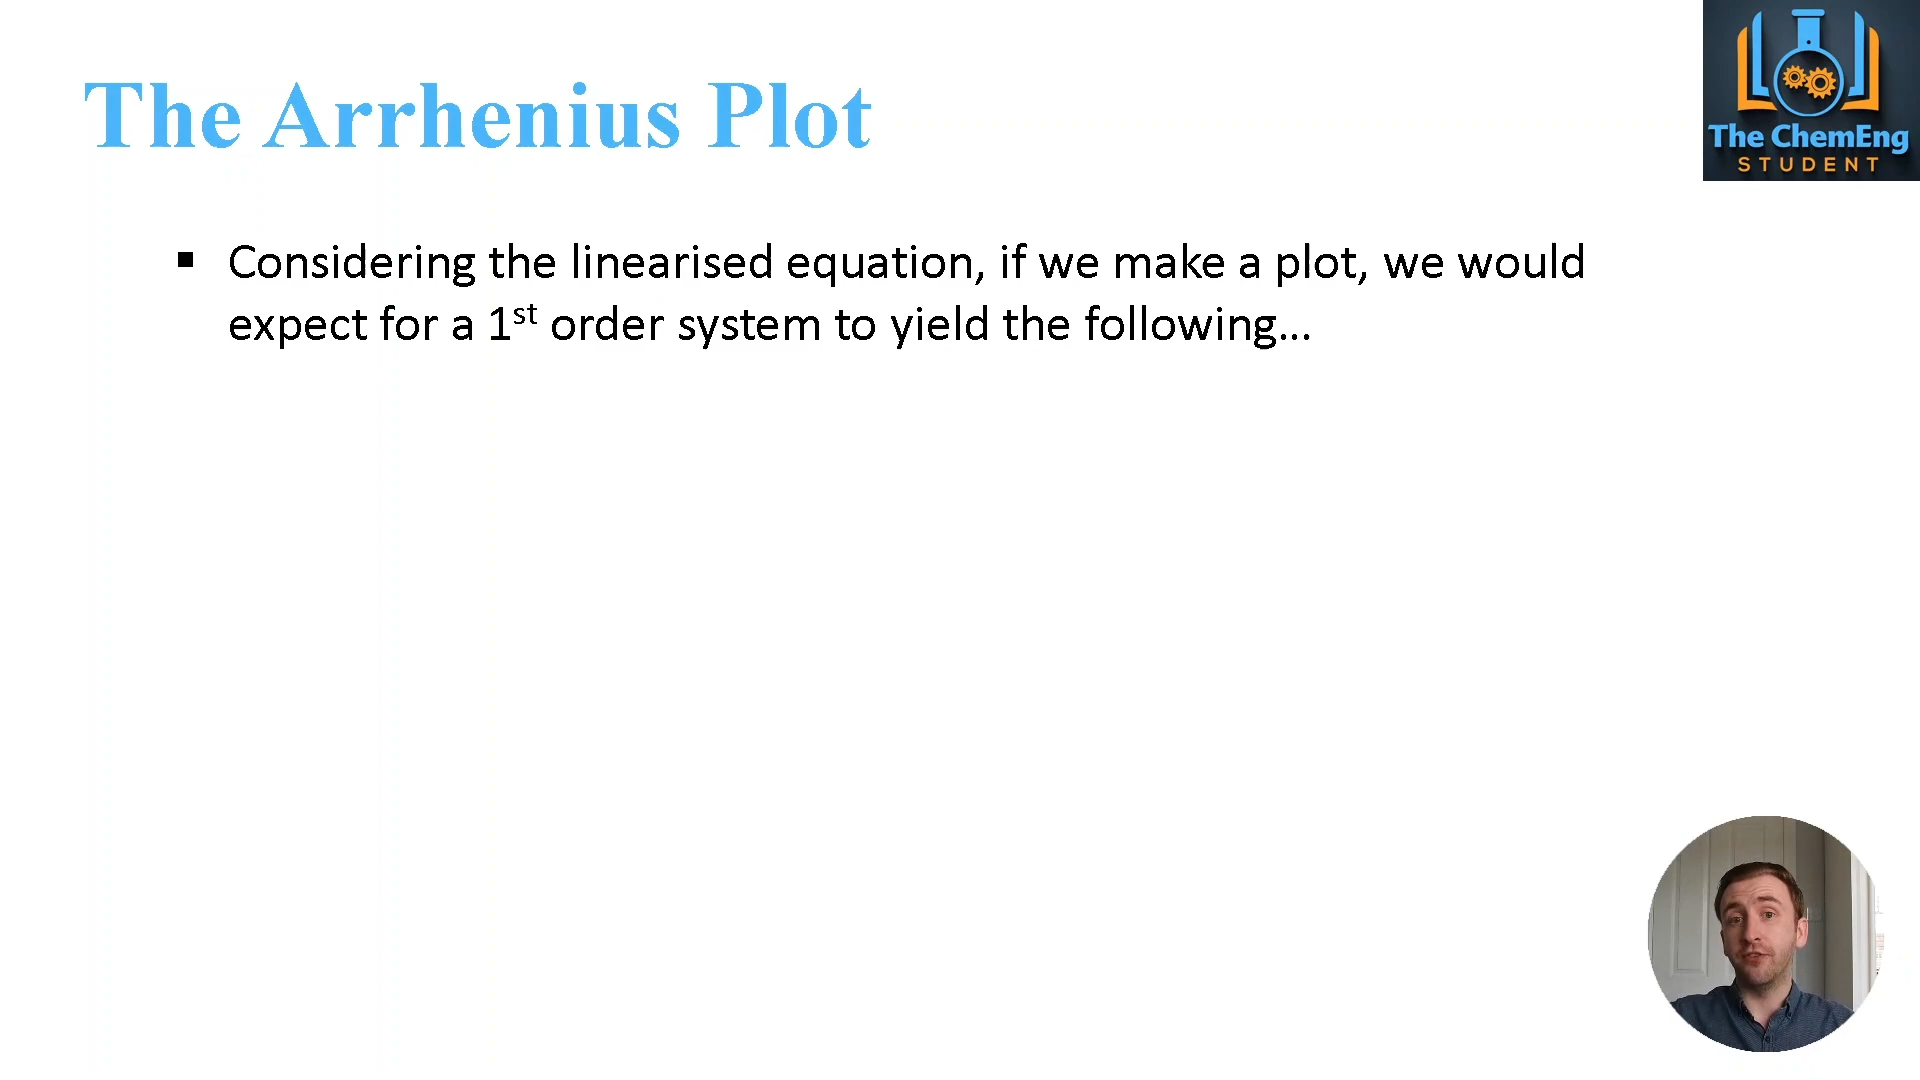 The Arrhenius Plot
The ChemEng
STUDENT
▪ Considering the linearised equation, if we make a plot, we would
expect for a 1st order system to yield the following...